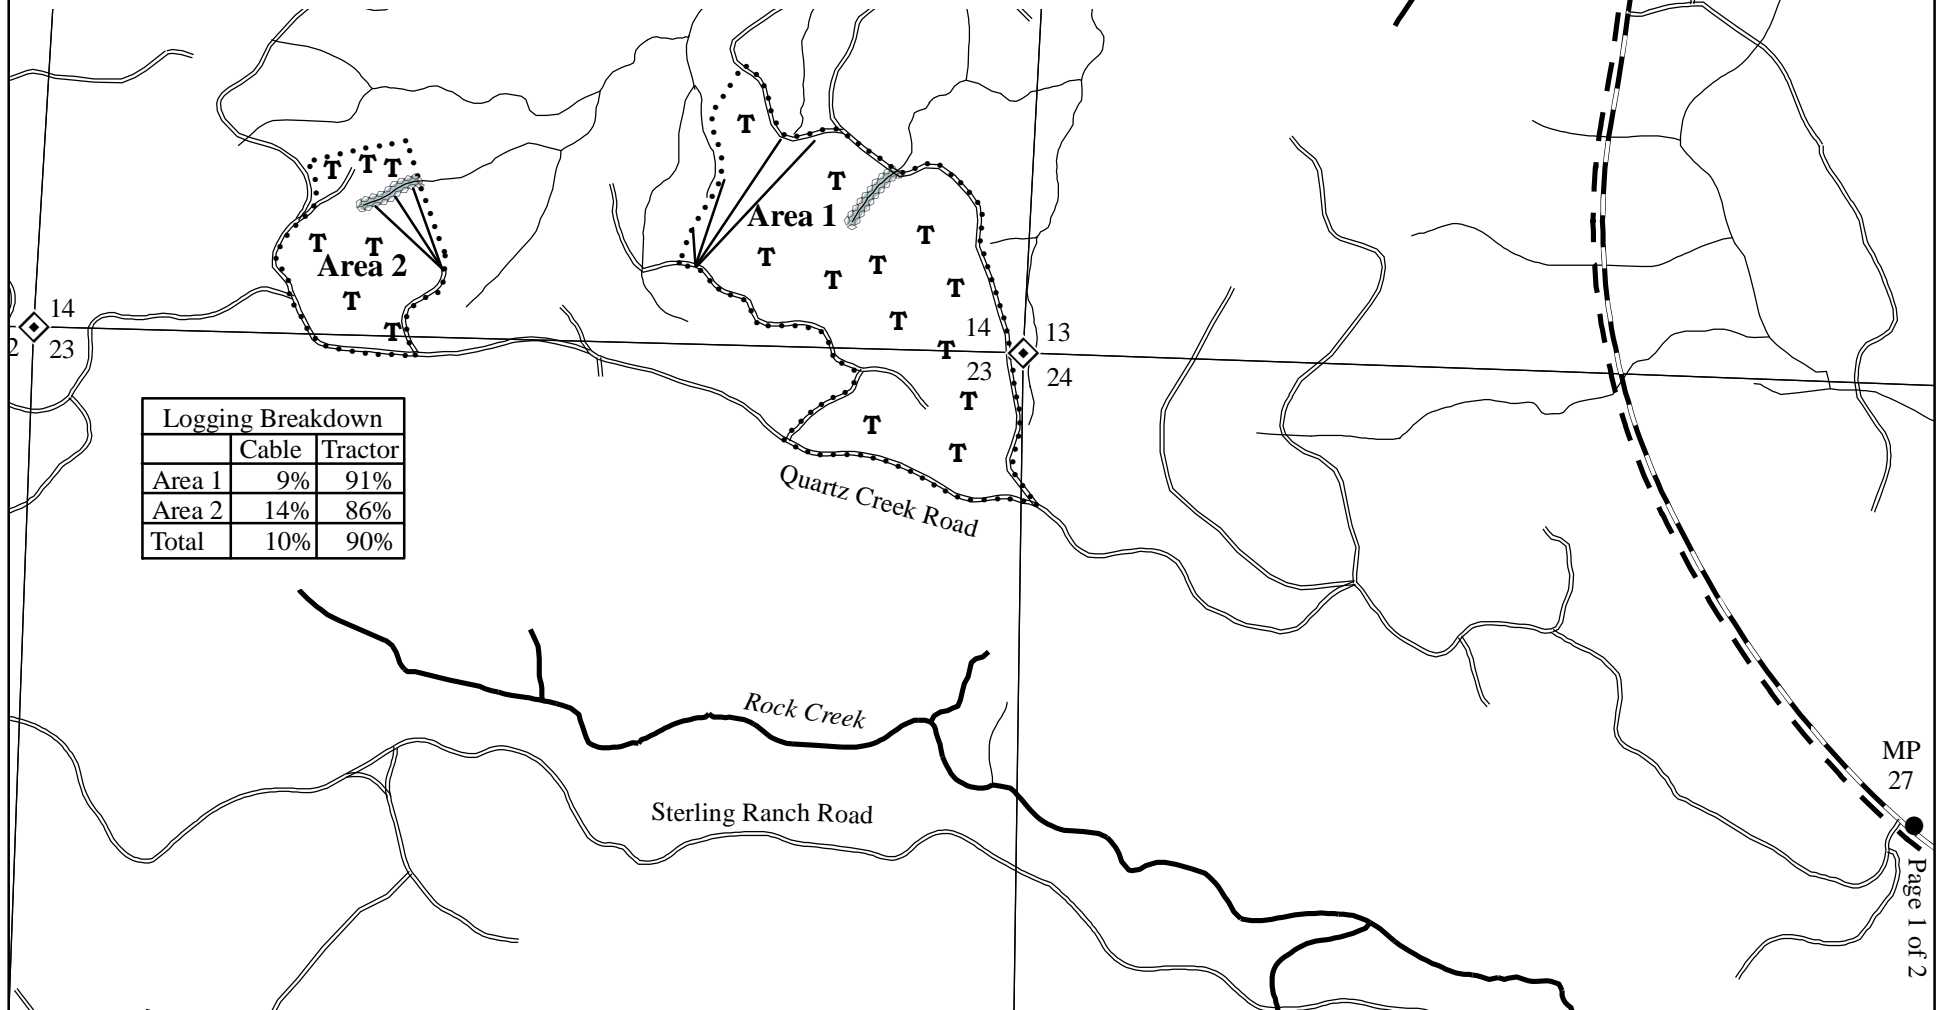 T
T T T
T
Area 1
T
T T
Area 2
T T T
T
T
T
T
T
14
23
2
14 13
23 24
T
T
T
T
Logging Breakdown
Cable Tractor
Area 1 9% 91%
Area 2 14% 86%
Total 10% 90%
Quartz Creek Road
Rock Creek
Sterling Ranch Road
MP
27
Page 1 of 2